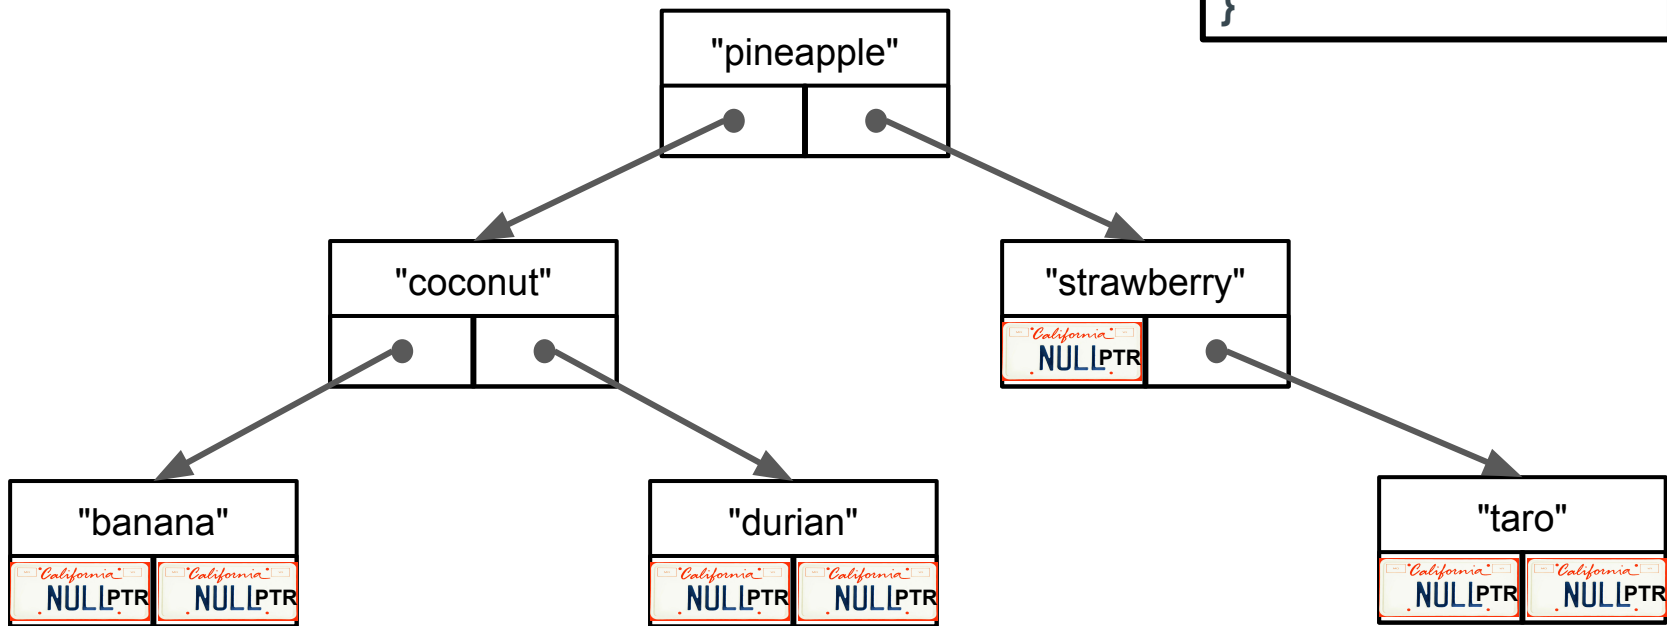 }
"pineapple"
"coconut"
"strawberry"
California
NULLPTR
"banana"
"durian"
"taro"
California California
NULLPTR NULLPTR
California California
NULLPTR NULLPTR
California California
NULLPTR NULLPTR